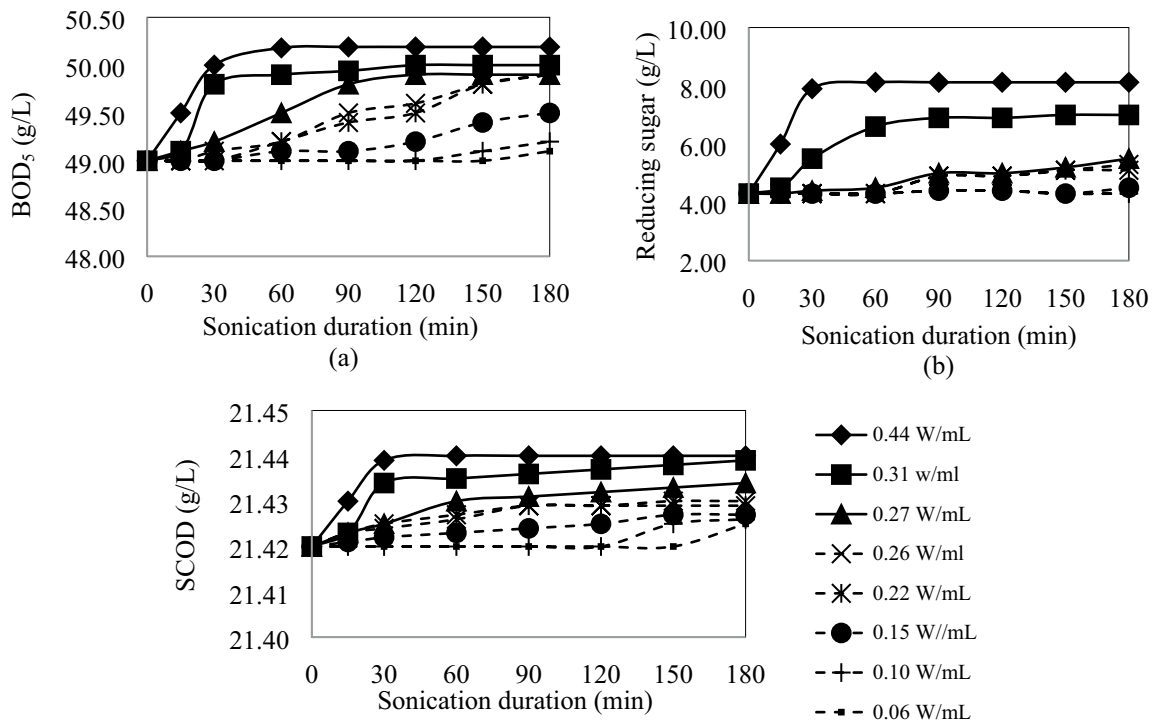 50.50
50.00
49.50
49.00
48.50
48.00
BOD₅ (g/L)
0 30 60 90 120 150 180
Sonication duration (min)
(a)
10.00
8.00
6.00
4.00
2.00
Reducing sugar (g/L)
0 30 60 90 120 150 180
Sonication duration (min)
(b)
21.45
21.44
21.43
21.42
21.41
21.40
SCOD (g/L)
0 30 60 90 120 150 180
Sonication duration (min)
0.44 W/mL
0.31 w/ml
0.27 W/mL
0.26 W/ml
0.22 W/mL
0.15 W//mL
0.10 W/mL
0.06 W/mL